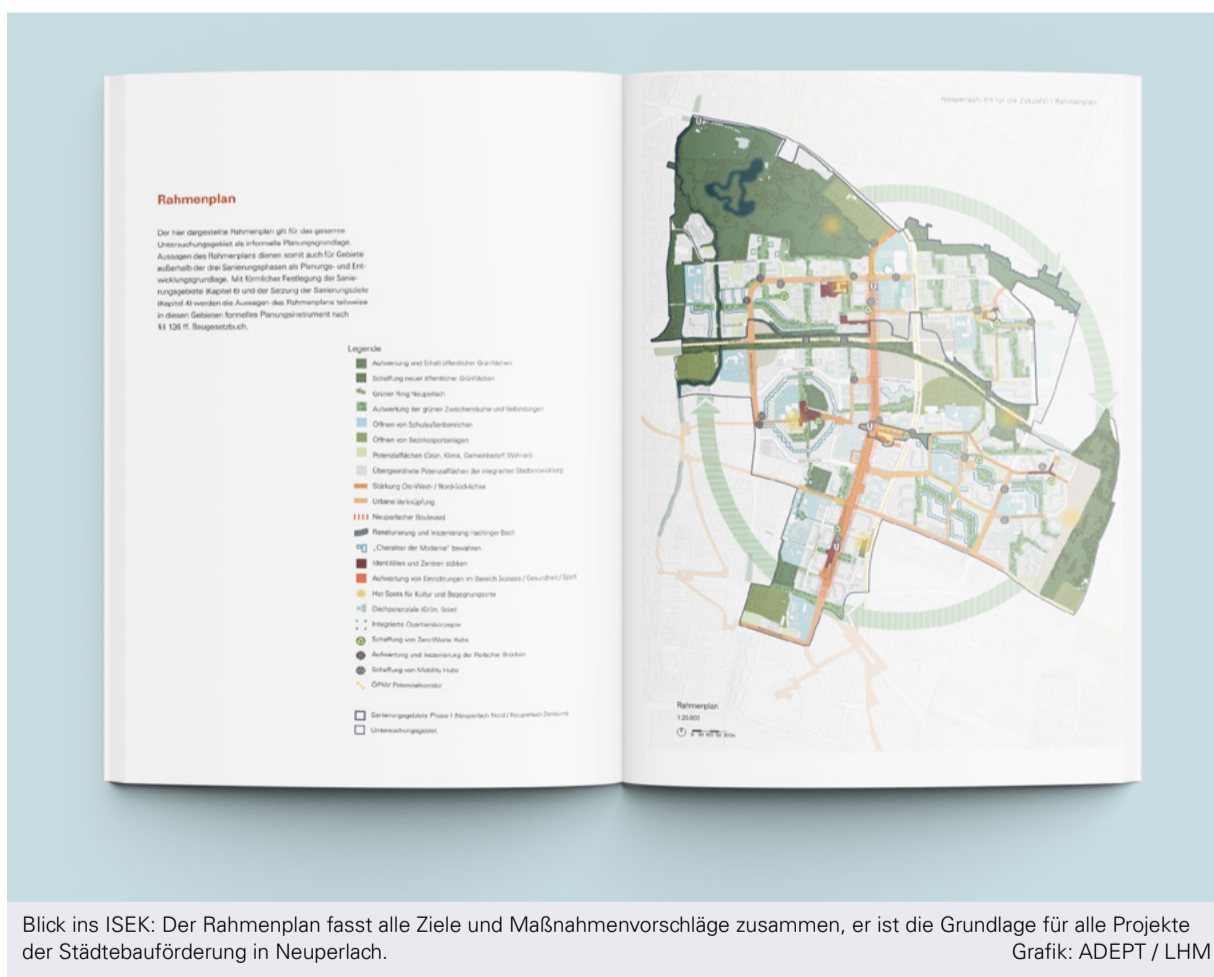 Neuperlach: Fit für die Zukunft! | Rahmenplan
Rahmenplan
Der hier dargestellte Rahmenplan gilt für das gesamte
Untersuchungsgebiet als informelle Planungsgrundlage.
Aussagen des Rahmenplans dienen somit auch für Gebiete
außerhalb der drei Sanierungsphasen als Planungs- und Ent-
wicklungsgrundlage. Mit förmlicher Festlegung der Sanie-
rungsgebiete (Kapitel 6) und der Satzung der Sanierungsziele
(Kapitel 4) werden die Aussagen des Rahmenplans teilweise
in diesen Gebieten formelles Planungsinstrument nach
§§ 136 ff. Baugesetzbuch.
Legende
Aufwertung und Erhalt öffentlicher Grünflächen
Schaffung neuer öffentlicher Grünflächen
Grüner Ring Neuperlach
Aufwertung der grünen Zwischenräume und Verbindungen
Öffnen von Schulaußenbereichen
Öffnen von Bezirkssportanlagen
Potenzialflächen (Grün, Klima, Gemeinbedarf, Wohnen)
Übergeordnete Potenzialflächen der integrierten Stadtentwicklung
Stärkung Ost-West- / Nord-Süd-Achse
Urbane Verknüpfung
Neuperlacher Boulevard
Renaturierung und Inszenierung Hachinger Bach
„Charakter der Moderne“ bewahren
Identitäten und Zentren stärken
Aufwertung von Einrichtungen im Bereich Soziales / Gesundheit / Sport
Hot Spots für Kultur und Begegnungsorte
Dachpotenziale (Grün, Solar)
Integrierte Quartierskonzepte
Schaffung von Zero-Waste Hubs
Aufwertung und Inszenierung der Perlacher Brücken
Schaffung von Mobility Hubs
ÖPNV Potenzialkorridor
Sanierungsgebiete Phase I (Neuperlach Nord / Neuperlach Zentrum)
Untersuchungsgebiet
Rahmenplan
1:25.000
Blick ins ISEK: Der Rahmenplan fasst alle Ziele und Maßnahmenvorschläge zusammen, er ist die Grundlage für alle Projekte
der Städtebauförderung in Neuperlach. Grafik: ADEPT / LHM